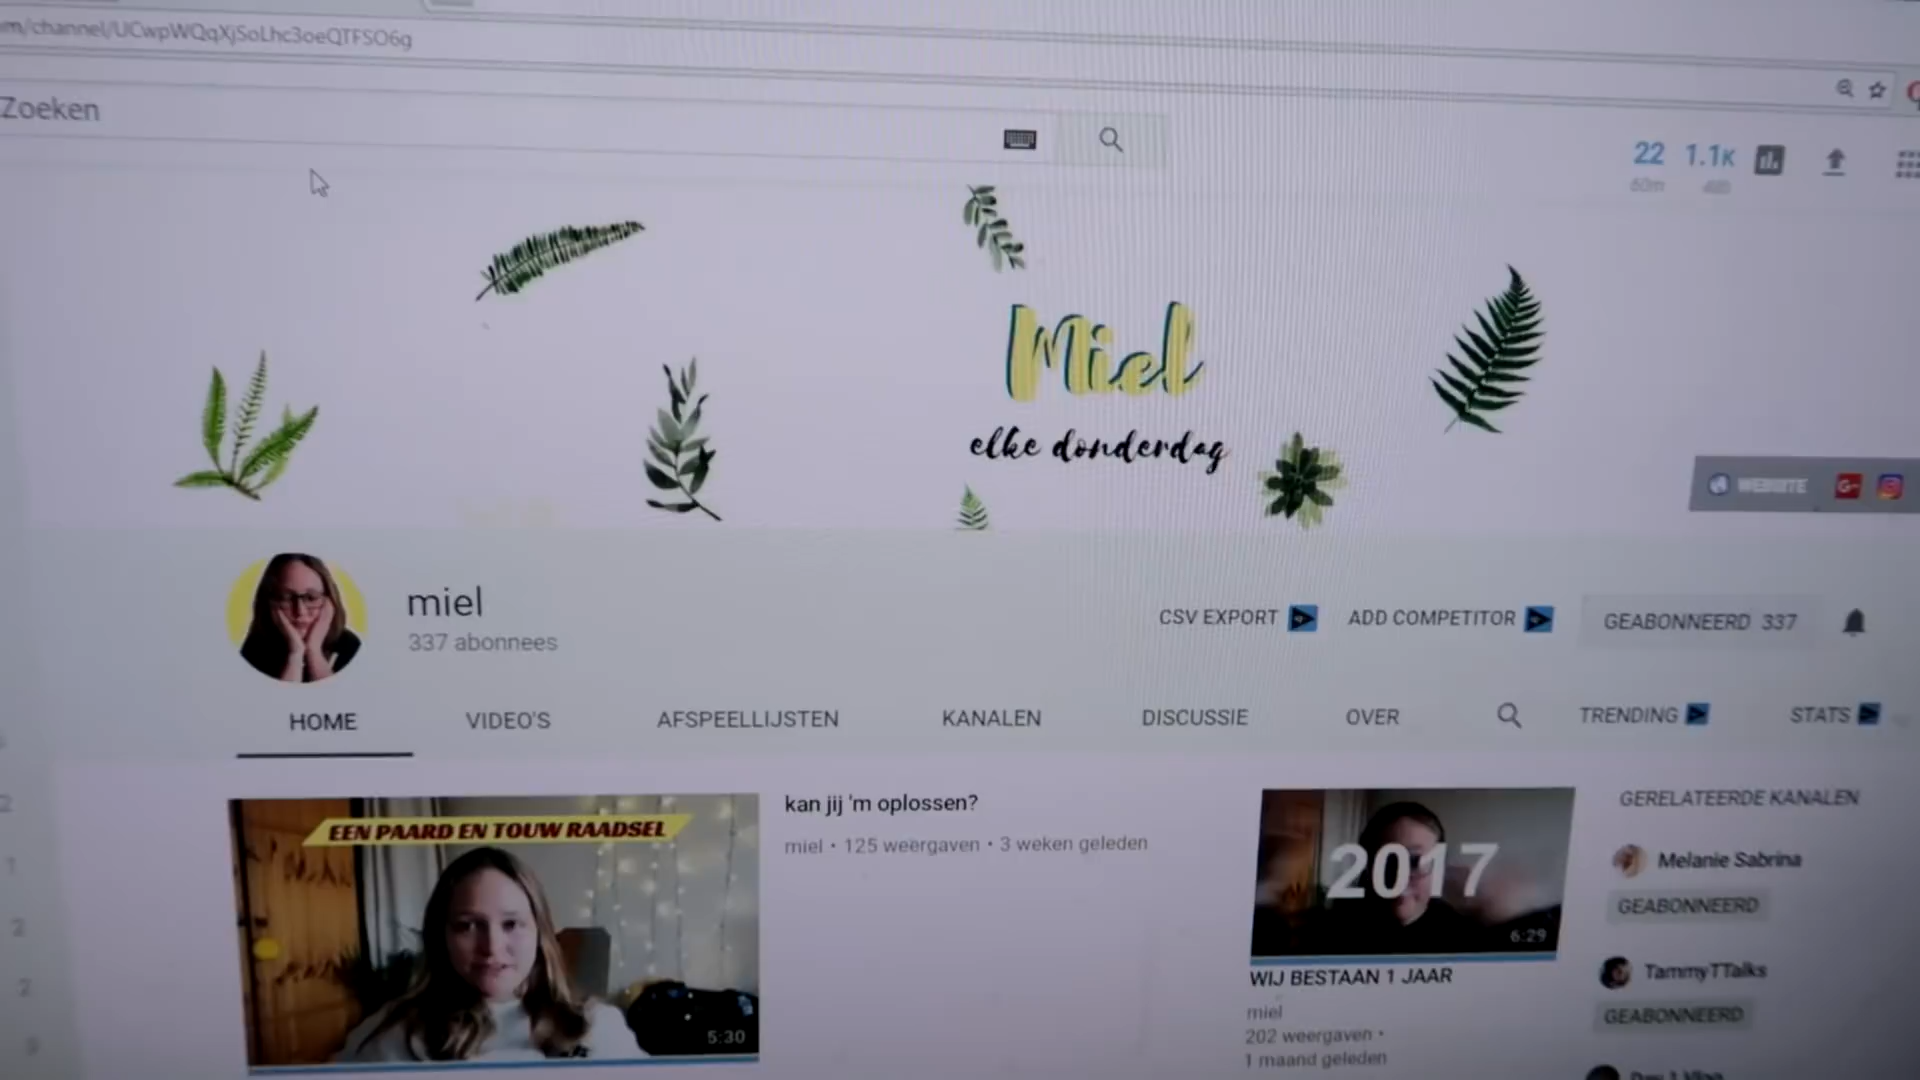 m/channel/UCwpWQqXjSoLhc3oeQTFSO6g
Zoeken
22 1.1K
60m 48h
Miel
elke donderdag
WEBSITE G+
miel
337 abonnees
CSV EXPORT ADD COMPETITOR GEABONNEERD 337
HOME VIDEO'S AFSPEELLIJSTEN KANALEN DISCUSSIE OVER TRENDING STATS
EEN PAARD EN TOUW RAADSEL
5:30
kan jij 'm oplossen?
miel • 125 weergaven • 3 weken geleden
2017
6:29
WIJ BESTAAN 1 JAAR
miel
202 weergaven •
1 maand geleden
GERELATEERDE KANALEN
Melanie Sabrina
GEABONNEERD
TammyTTalks
GEABONNEERD